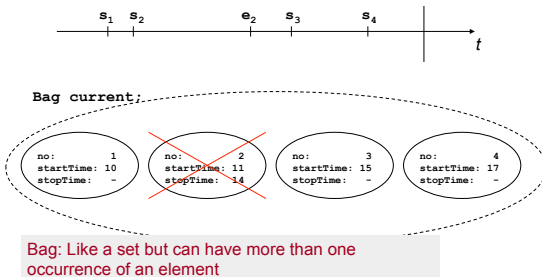 s1 s2 e2 s3 s4
t
Bag current;
no: 1
startTime: 10
stopTime: -
no: 2
startTime: 11
stopTime: 14
no: 3
startTime: 15
stopTime: -
no: 4
startTime: 17
stopTime: -
Bag: Like a set but can have more than one
occurrence of an element